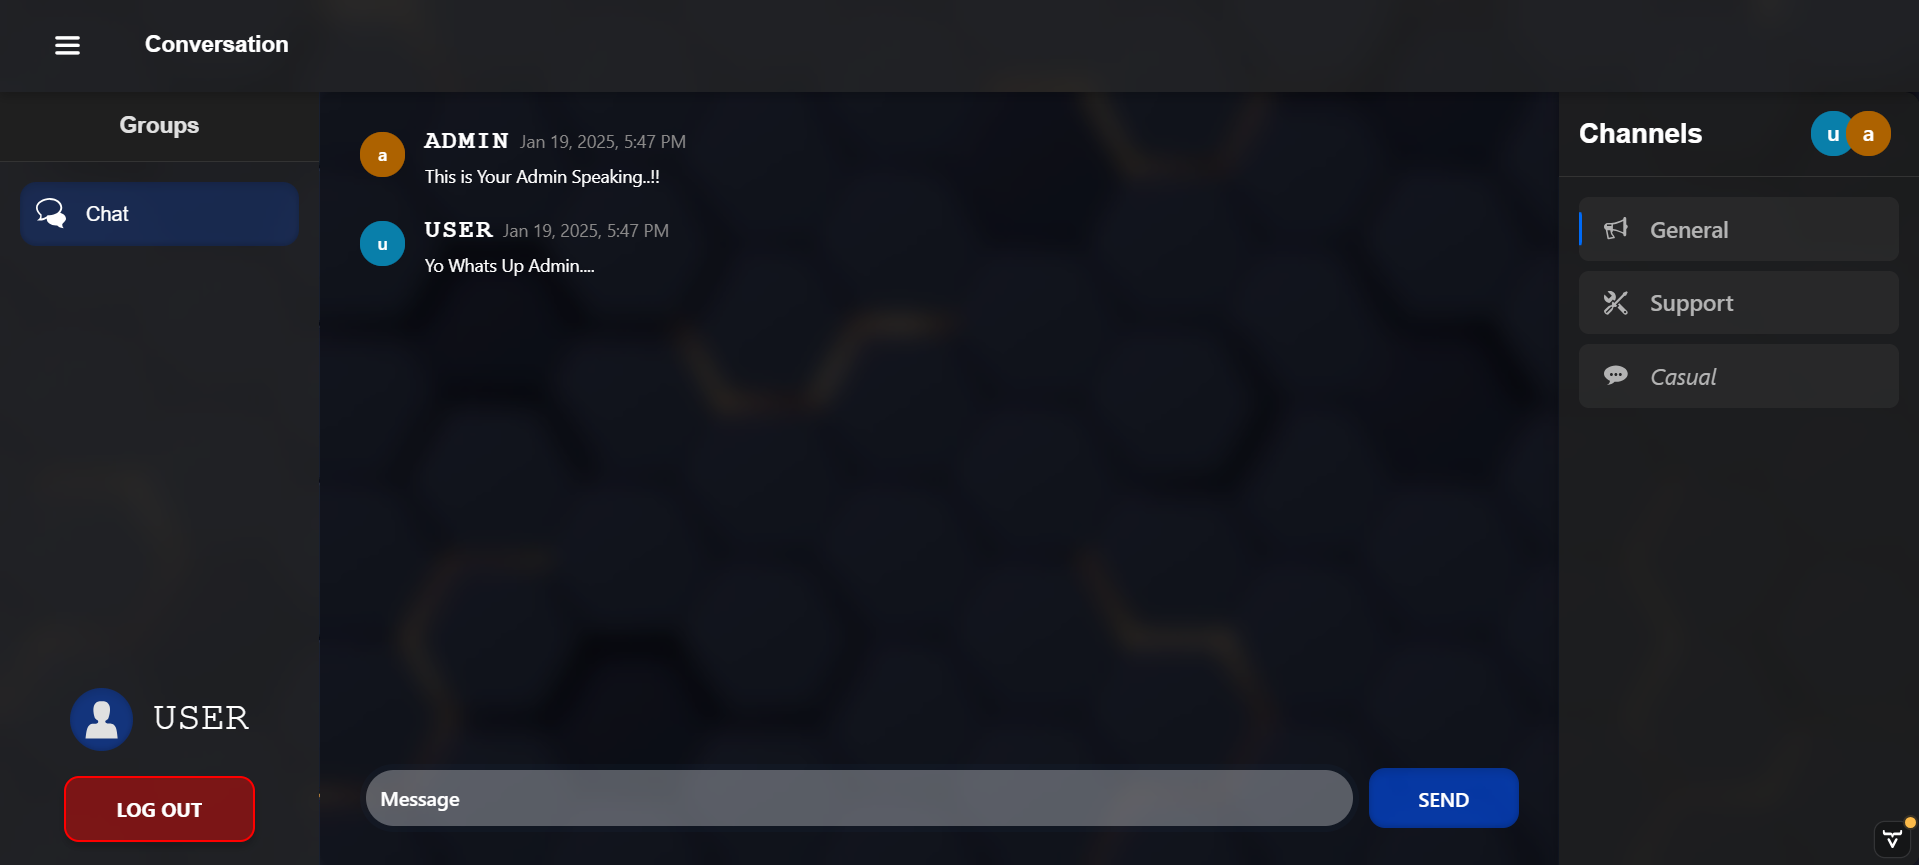 Conversation
Groups
Chat
a
ADMIN Jan 19, 2025, 5:47 PM
This is Your Admin Speaking..!!
u
USER Jan 19, 2025, 5:47 PM
Yo Whats Up Admin....
Channels
u a
General
Support
Casual
USER
LOG OUT
Message
SEND